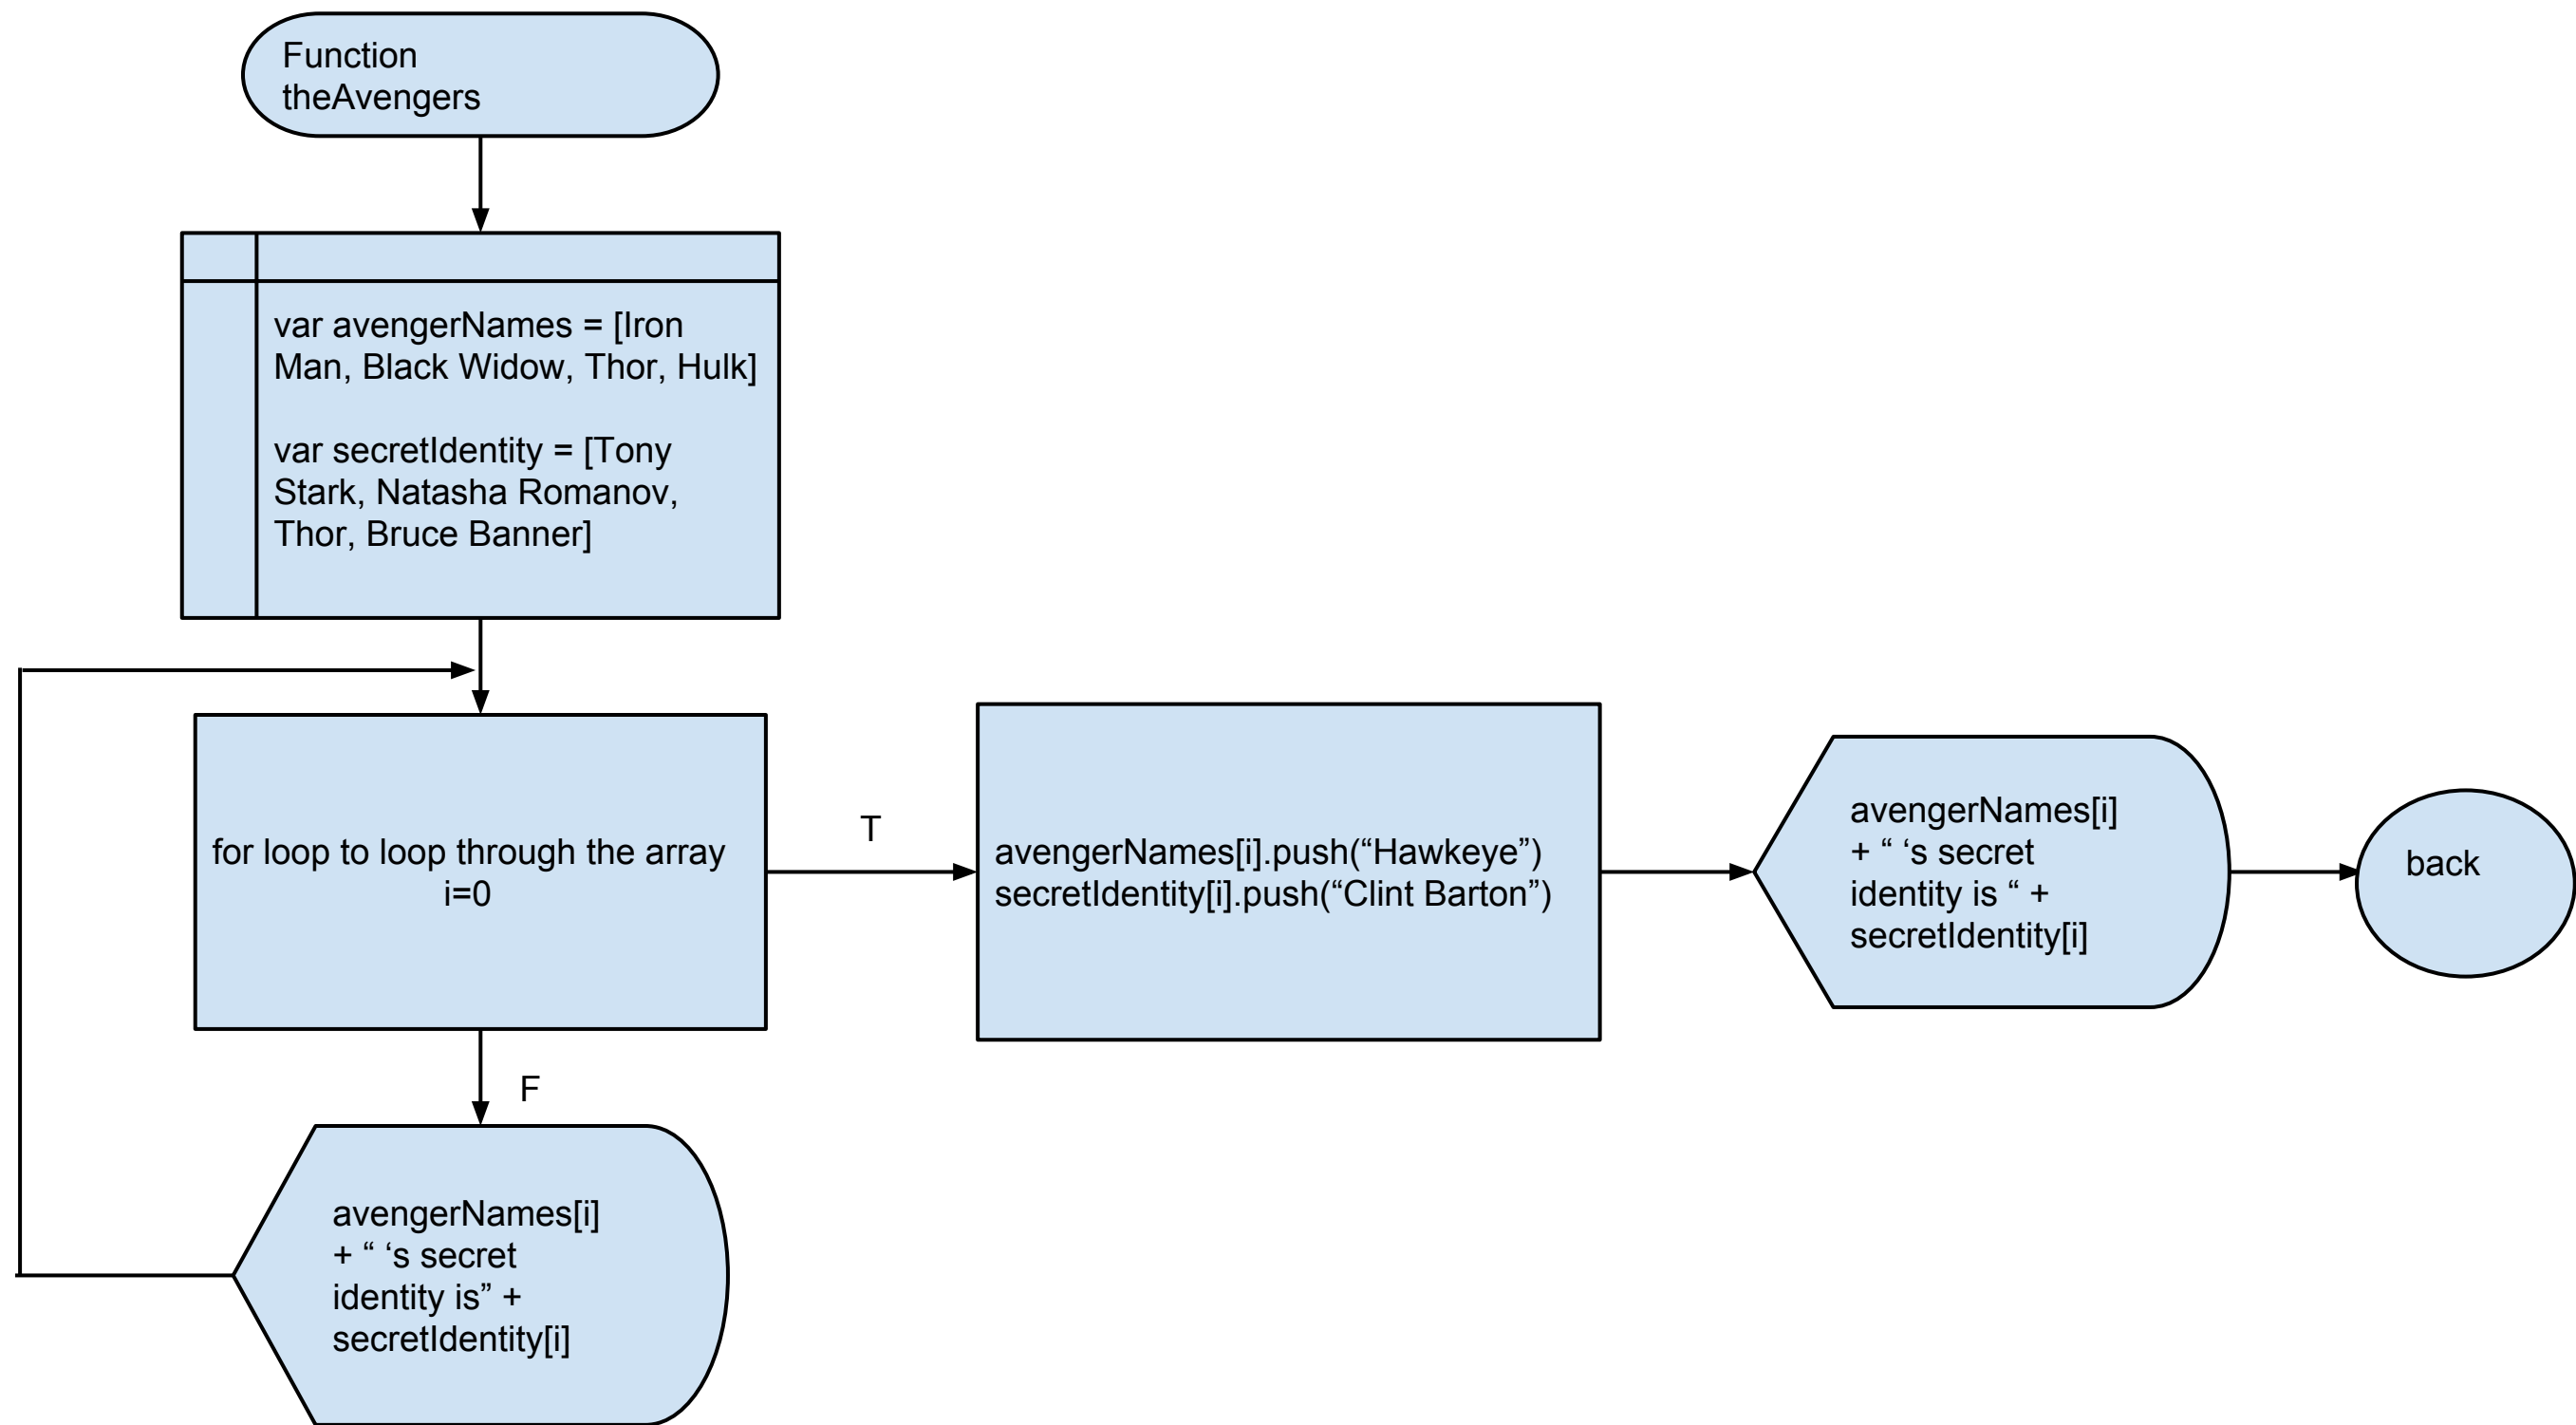 Function
theAvengers
var avengerNames = [Iron
Man, Black Widow, Thor, Hulk]
var secretIdentity = [Tony
Stark, Natasha Romanov,
Thor, Bruce Banner]
for loop to loop through the array
i=0
T
avengerNames[i].push(“Hawkeye”)
secretIdentity[i].push(“Clint Barton”)
avengerNames[i]
+ “ ‘s secret
identity is “ +
secretIdentity[i]
back
F
avengerNames[i]
+ “ ‘s secret
identity is” +
secretIdentity[i]